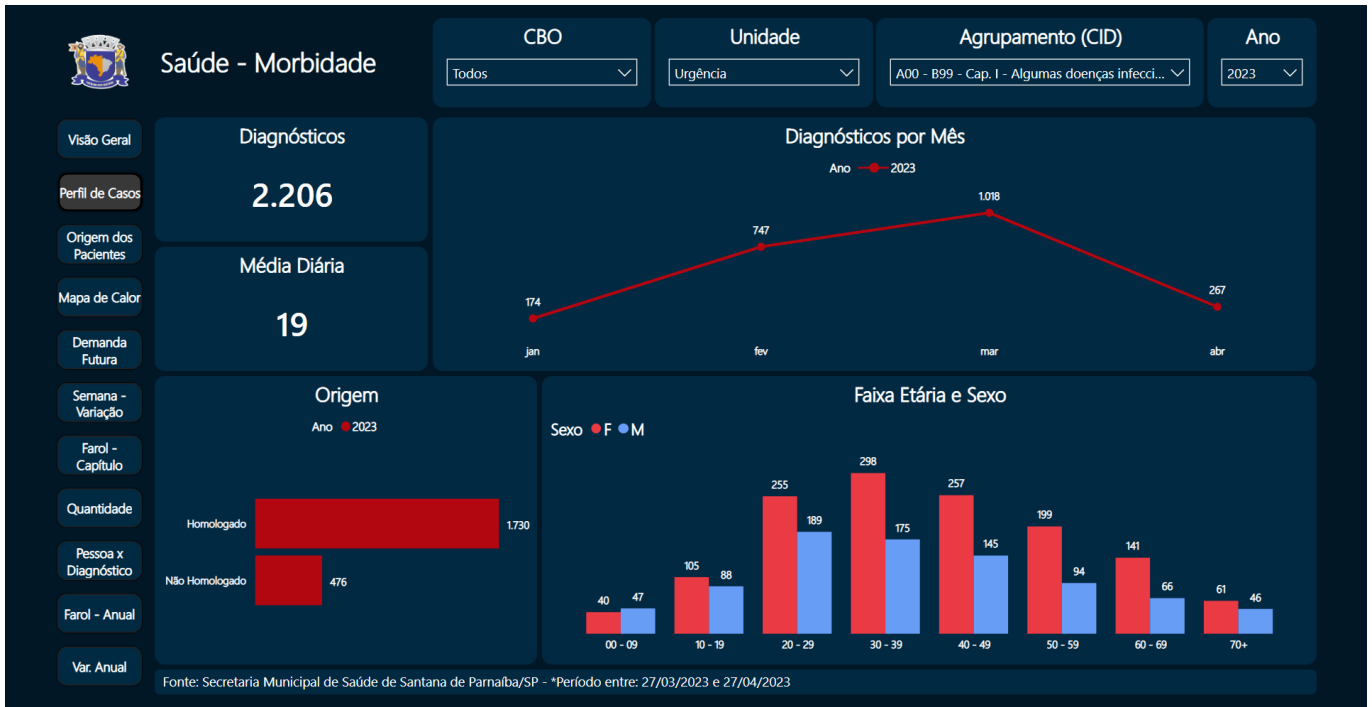 Saúde - Morbidade
CBO
Todos
Unidade
Urgência
Agrupamento (CID)
A00 - B99 - Cap. I - Algumas doenças infecci...
Ano
2023
Visão Geral
Perfil de Casos
Origem dos
Pacientes
Mapa de Calor
Demanda
Futura
Semana -
Variação
Farol -
Capítulo
Quantidade
Pessoa x
Diagnóstico
Farol - Anual
Var. Anual
Diagnósticos
2.206
Média Diária
19
Diagnósticos por Mês
Ano 2023
174
747
1.018
267
jan fev mar abr
Origem
Ano 2023
Homologado 1.730
Não Homologado 476
Faixa Etária e Sexo
Sexo F M
40 47 105 88 255 189 298 175 257 145 199 94 141 66 61 46
00 - 09 10 - 19 20 - 29 30 - 39 40 - 49 50 - 59 60 - 69 70+
Fonte: Secretaria Municipal de Saúde de Santana de Parnaíba/SP - *Período entre: 27/03/2023 e 27/04/2023